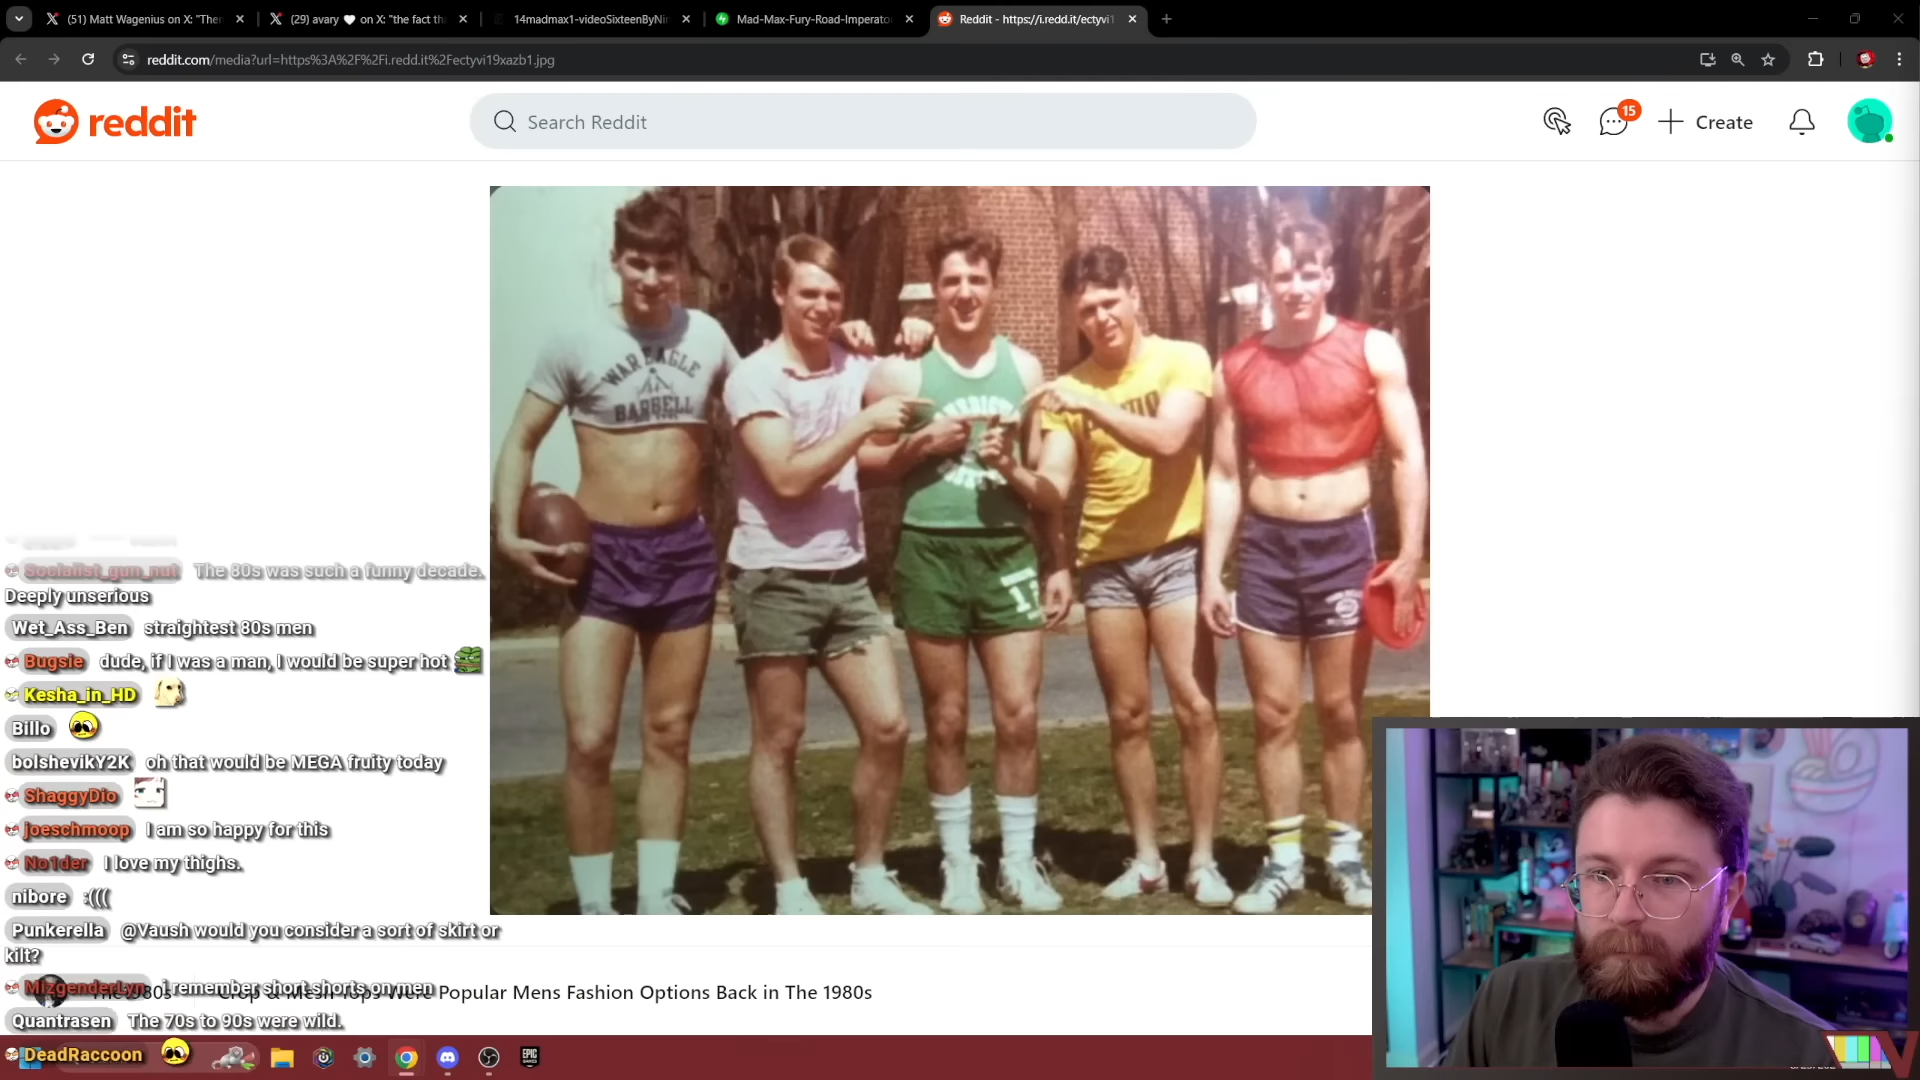 (51) Matt Wagenius on X: "Ther
(29) avary 🖤 on X: "the fact th
14madmax1-videoSixteenByNi
Mad-Max-Fury-Road-Imperato
Reddit - https://i.redd.it/ectyvi1
reddit.com/media?url=https%3A%2F%2Fi.redd.it%2Fectyvi19xazb1.jpg
reddit
Search Reddit
15
Create
WAR EAGLE
BARBELL
Socialist_gun_nut The 80s was such a funny decade.
Deeply unserious
Wet_Ass_Ben straightest 80s men
Bugsie dude, if I was a man, I would be super hot
Kesha_in_HD
Billo
bolshevikY2K oh that would be MEGA fruity today
ShaggyDio
joeschmoop I am so happy for this
No1der I love my thighs.
nibore :(((
Punkerella @Vaush would you consider a sort of skirt or
kilt?
MizgenderLyn i remember short shorts on men
Crop & Mesh Tops Were Popular Mens Fashion Options Back in The 1980s
Quantrasen The 70s to 90s were wild.
DeadRaccoon
EPIC